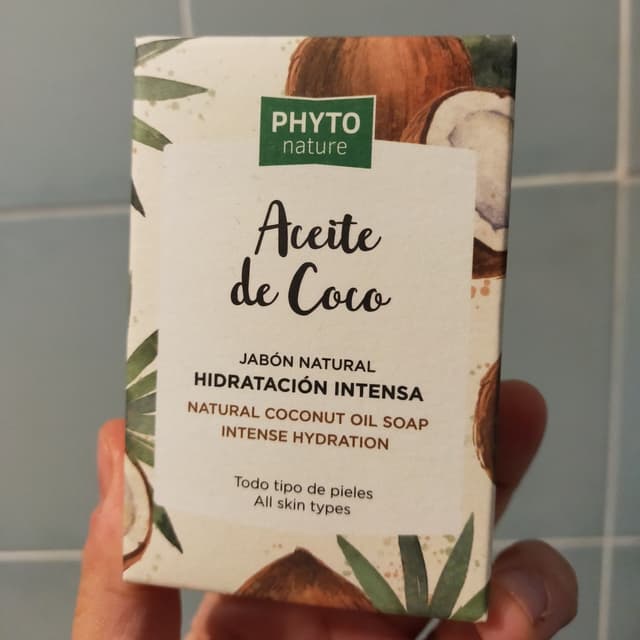 PHYTO
nature
Aceite
de Coco
JABÓN NATURAL
HIDRATACIÓN INTENSA
NATURAL COCONUT OIL SOAP
INTENSE HYDRATION
Todo tipo de pieles
All skin types